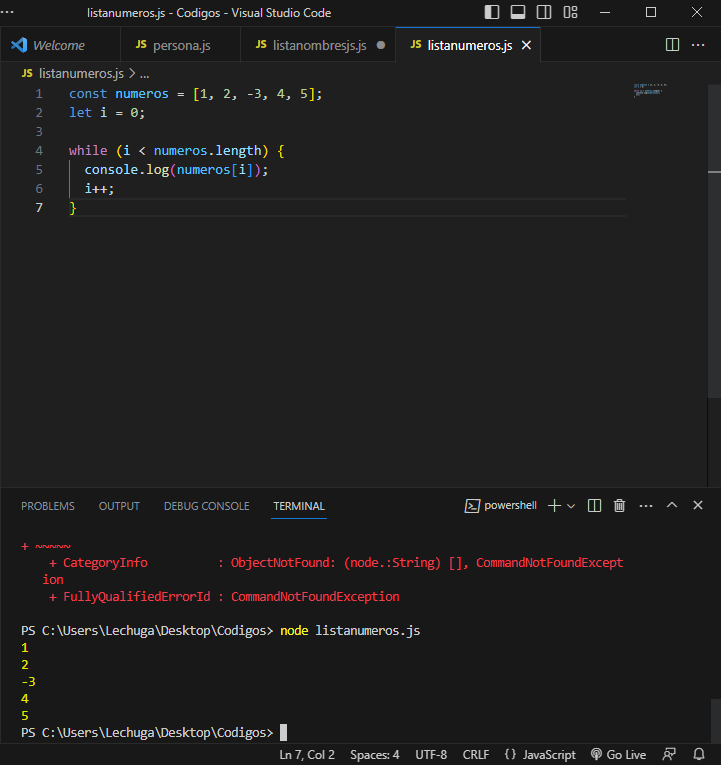 listanumeros.js - Codigos - Visual Studio Code
Welcome
JS persona.js
JS listanombresjs.js
JS listanumeros.js
JS listanumeros.js > ...
1 const numeros = [1, 2, -3, 4, 5];
2 let i = 0;
3
4 while (i < numeros.length) {
5 console.log(numeros[i]);
6 i++;
7 }
PROBLEMS OUTPUT DEBUG CONSOLE TERMINAL powershell
+ ~~~~~
+ CategoryInfo : ObjectNotFound: (node.:String) [], CommandNotFoundExcept
ion
+ FullyQualifiedErrorId : CommandNotFoundException
PS C:\Users\Lechuga\Desktop\Codigos> node listanumeros.js
1
2
-3
4
5
PS C:\Users\Lechuga\Desktop\Codigos>
Ln 7, Col 2 Spaces: 4 UTF-8 CRLF {} JavaScript Go Live